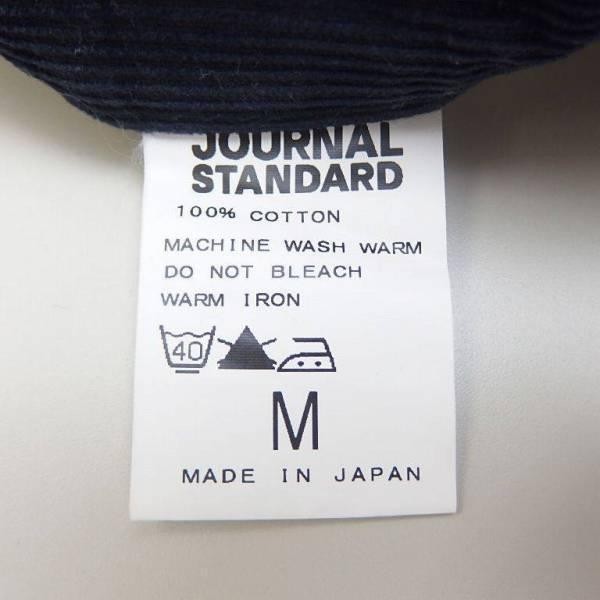 JOURNAL
STANDARD
100% COTTON
MACHINE WASH WARM
DO NOT BLEACH
WARM IRON
40
M
MADE IN JAPAN